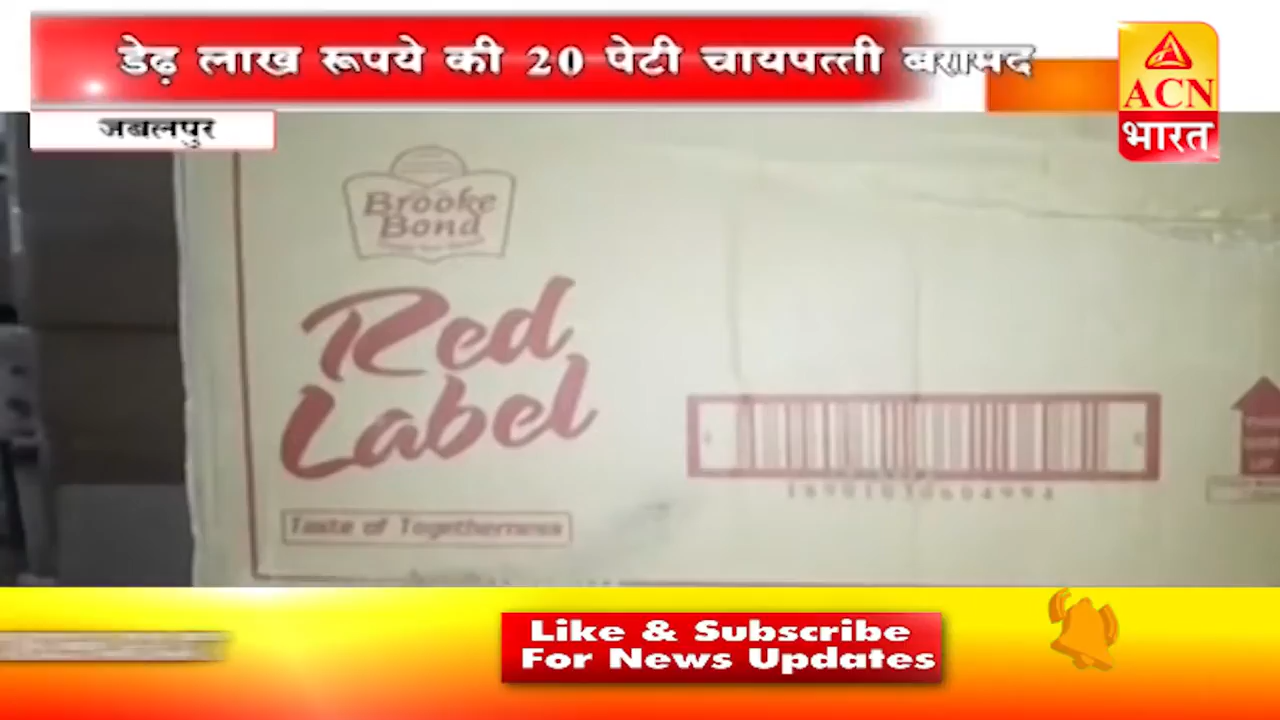 डेढ़ लाख रूपये की 20 पेटी चायपत्ती बरामद
ACN
भारत
जबलपुर
Brooke
Bond
Red
Label
Taste of Togetherness
Like & Subscribe
For News Updates